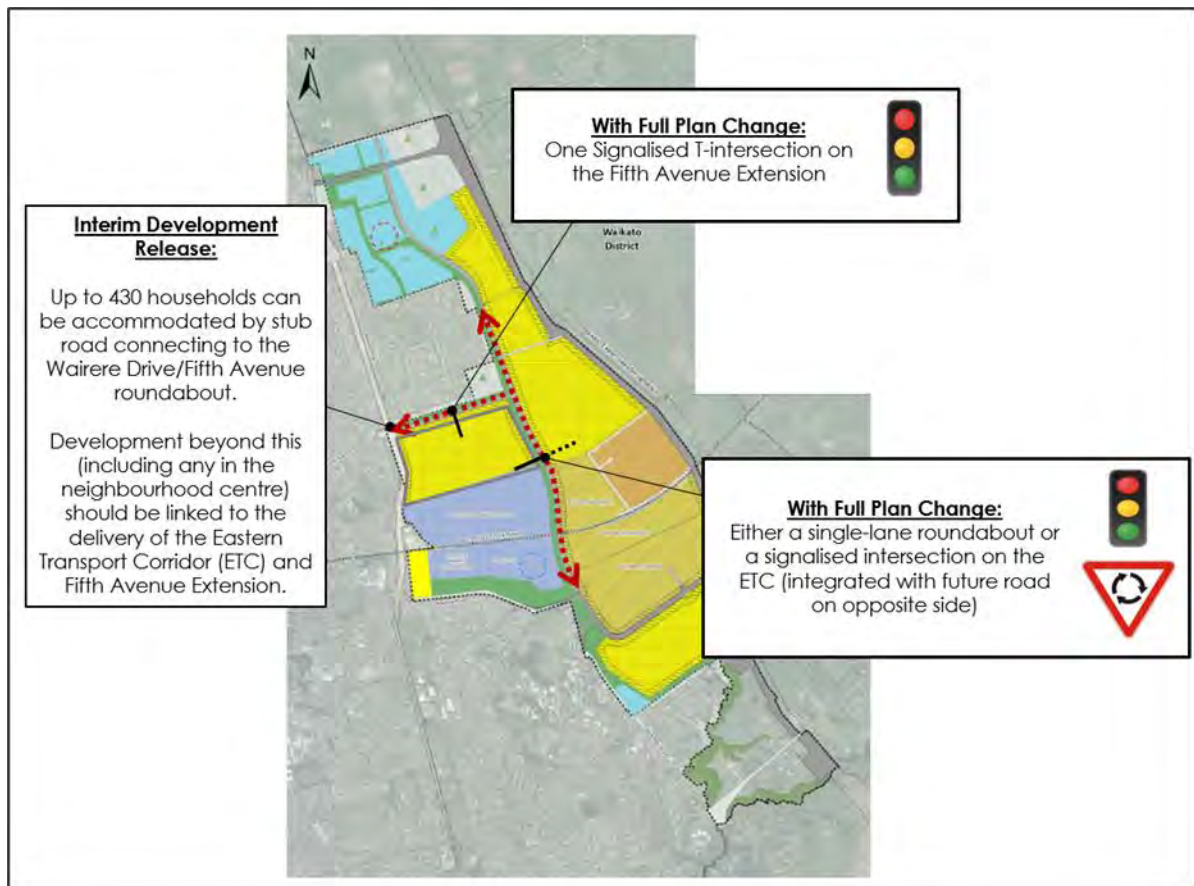 N
With Full Plan Change:
One Signalised T-intersection on
the Fifth Avenue Extension
Waikato
District
Interim Development
Release:
Up to 430 households can
be accommodated by stub
road connecting to the
Wairere Drive/Fifth Avenue
roundabout.
Development beyond this
(including any in the
neighbourhood centre)
should be linked to the
delivery of the Eastern
Transport Corridor (ETC) and
Fifth Avenue Extension.
With Full Plan Change:
Either a single-lane roundabout or
a signalised intersection on the
ETC (integrated with future road
on opposite side)